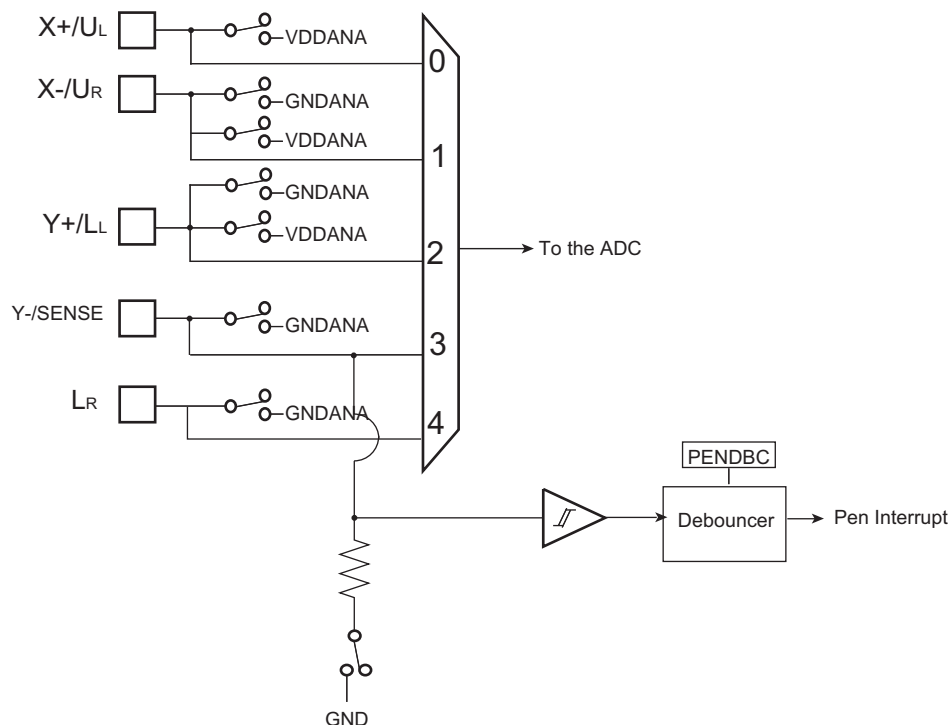 X+/UL
VDDANA
0
X-/UR
GNDANA
VDDANA
1
GNDANA
Y+/LL
VDDANA
2
To the ADC
Y-/SENSE
GNDANA
3
LR
GNDANA
4
PENDBC
Debouncer
Pen Interrupt
GND